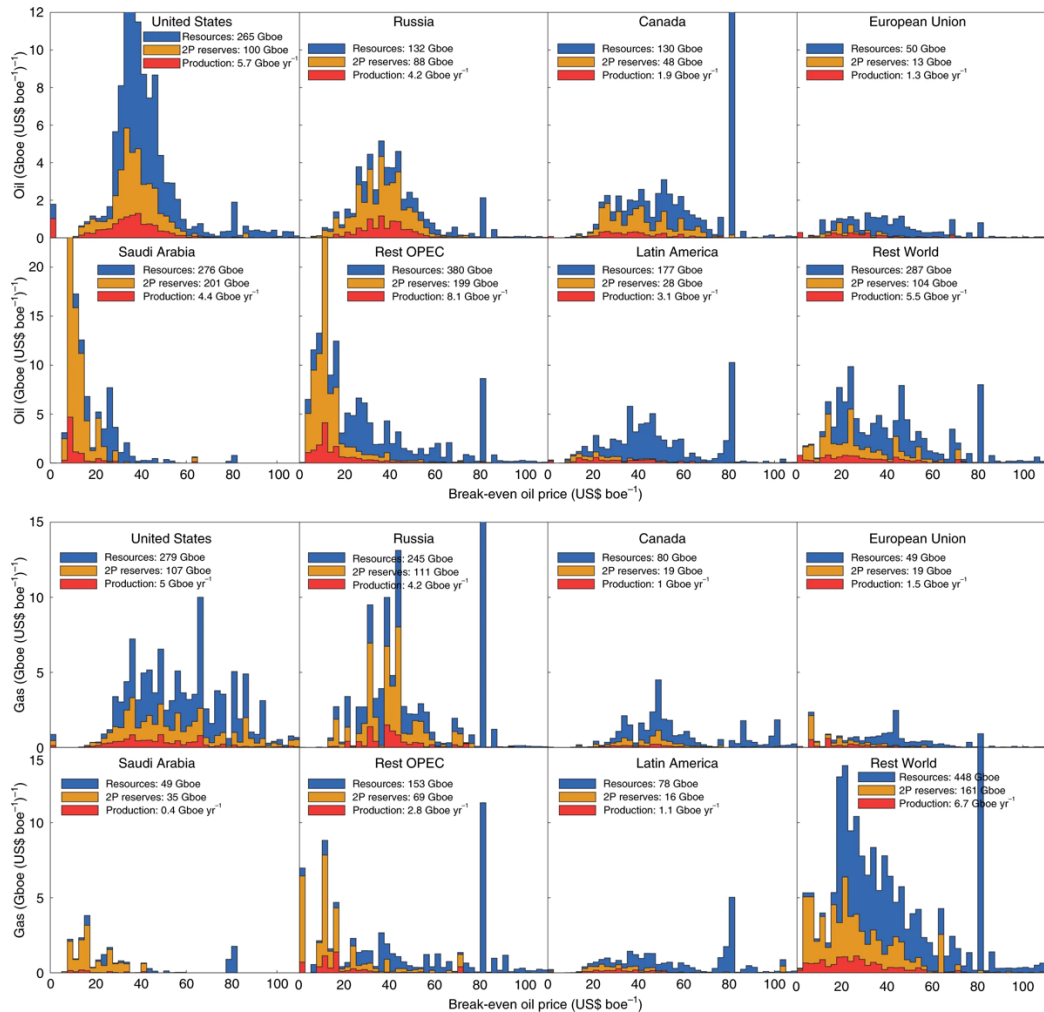 United States
Resources: 265 Gboe
2P reserves: 100 Gboe
Production: 5.7 Gboe yr⁻¹
Russia
Resources: 132 Gboe
2P reserves: 88 Gboe
Production: 4.2 Gboe yr⁻¹
Canada
Resources: 130 Gboe
2P reserves: 48 Gboe
Production: 1.9 Gboe yr⁻¹
European Union
Resources: 50 Gboe
2P reserves: 13 Gboe
Production: 1.3 Gboe yr⁻¹
12
10
8
6
4
2
0
Oil (Gboe (US$ boe⁻¹)⁻¹)
Saudi Arabia
Resources: 276 Gboe
2P reserves: 201 Gboe
Production: 4.4 Gboe yr⁻¹
Rest OPEC
Resources: 380 Gboe
2P reserves: 199 Gboe
Production: 8.1 Gboe yr⁻¹
Latin America
Resources: 177 Gboe
2P reserves: 28 Gboe
Production: 3.1 Gboe yr⁻¹
Rest World
Resources: 287 Gboe
2P reserves: 104 Gboe
Production: 5.5 Gboe yr⁻¹
20
15
10
5
0
Oil (Gboe (US$ boe⁻¹)⁻¹)
0 20 40 60 80 100 20 40 60 80 100 20 40 60 80 100 20 40 60 80 100
Break-even oil price (US$ boe⁻¹)
United States
Resources: 279 Gboe
2P reserves: 107 Gboe
Production: 5 Gboe yr⁻¹
Russia
Resources: 245 Gboe
2P reserves: 111 Gboe
Production: 4.2 Gboe yr⁻¹
Canada
Resources: 80 Gboe
2P reserves: 19 Gboe
Production: 1 Gboe yr⁻¹
European Union
Resources: 49 Gboe
2P reserves: 19 Gboe
Production: 1.5 Gboe yr⁻¹
15
10
5
0
Gas (Gboe (US$ boe⁻¹)⁻¹)
Saudi Arabia
Resources: 49 Gboe
2P reserves: 35 Gboe
Production: 0.4 Gboe yr⁻¹
Rest OPEC
Resources: 153 Gboe
2P reserves: 69 Gboe
Production: 2.8 Gboe yr⁻¹
Latin America
Resources: 78 Gboe
2P reserves: 16 Gboe
Production: 1.1 Gboe yr⁻¹
Rest World
Resources: 448 Gboe
2P reserves: 161 Gboe
Production: 6.7 Gboe yr⁻¹
15
10
5
0
Gas (Gboe (US$ boe⁻¹)⁻¹)
0 20 40 60 80 100 20 40 60 80 100 20 40 60 80 100 0 20 40 60 80 100
Break-even oil price (US$ boe⁻¹)